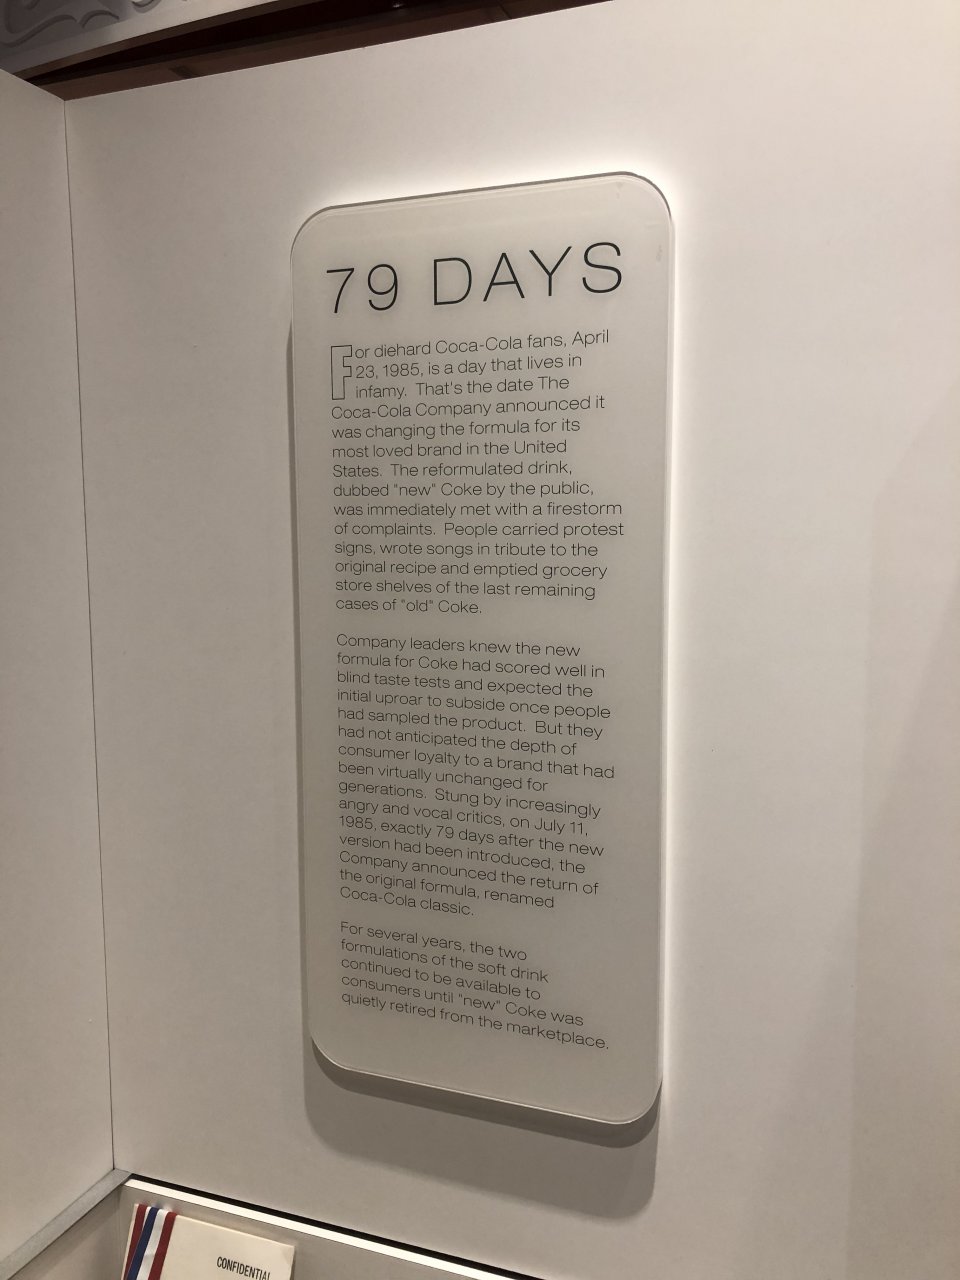 79 DAYS
For diehard Coca-Cola fans, April
23, 1985, is a day that lives in
infamy. That's the date The
Coca-Cola Company announced it
was changing the formula for its
most loved brand in the United
States. The reformulated drink,
dubbed "new" Coke by the public,
was immediately met with a firestorm
of complaints. People carried protest
signs, wrote songs in tribute to the
original recipe and emptied grocery
store shelves of the last remaining
cases of "old" Coke.
Company leaders knew the new
formula for Coke had scored well in
blind taste tests and expected the
initial uproar to subside once people
had sampled the product. But they
had not anticipated the depth of
consumer loyalty to a brand that had
been virtually unchanged for
generations. Stung by increasingly
angry and vocal critics, on July 11,
1985, exactly 79 days after the new
version had been introduced, the
Company announced the return of
the original formula, renamed
Coca-Cola classic.
For several years, the two
formulations of the soft drink
continued to be available to
consumers until "new" Coke was
quietly retired from the marketplace.
CONFIDENTIAL